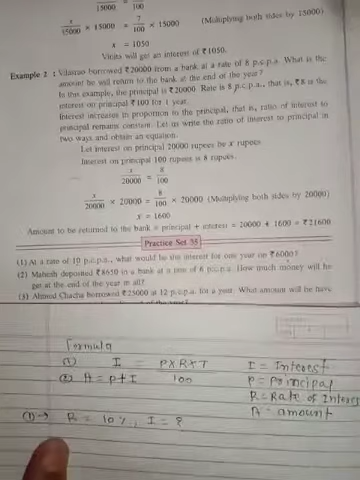 15000 100
x/15000 × 15000 = 7/100 × 15000 (Multiplying both sides by 15000)
x = 1050
Vinita will get an interest of ₹1050.
Example 2 : Vilasrao borrowed ₹20000 from a bank at a rate of 8 p.c.p.a. What is the
amount he will return to the bank at the end of the year?
In this example, the principal is ₹20000. Rate is 8 p.c.p.a., that is, ₹8 is the
interest on principal ₹100 for 1 year.
Interest increases in proportion to the principal, that is, ratio of interest to
principal remains constant. Let us write the ratio of interest to principal in
two ways and obtain an equation.
Let interest on principal 20000 rupees be x rupees
Interest on principal 100 rupees is 8 rupees.
x/20000 = 8/100
x/20000 × 20000 = 8/100 × 20000 (Multiplying both sides by 20000)
x = 1600
Amount to be returned to the bank = principal + interest = 20000 + 1600 = ₹21600
Practice Set 35
(1) At a rate of 10 p.c.p.a., what would be the interest for one year on ₹6000?
(2) Mahesh deposited ₹8650 in a bank at a rate of 6 p.c.p.a. How much money will he
get at the end of the year in all?
(3) Ahmed Chacha borrowed ₹25000 at 12 p.c.p.a. for a year. What amount will he have
Formula
(1) I = P×R×T/100 I = Interest
(2) A = P+I P = Principal
R = Rate of Interes
A = amount
(1)→ R = 10%, I = ?